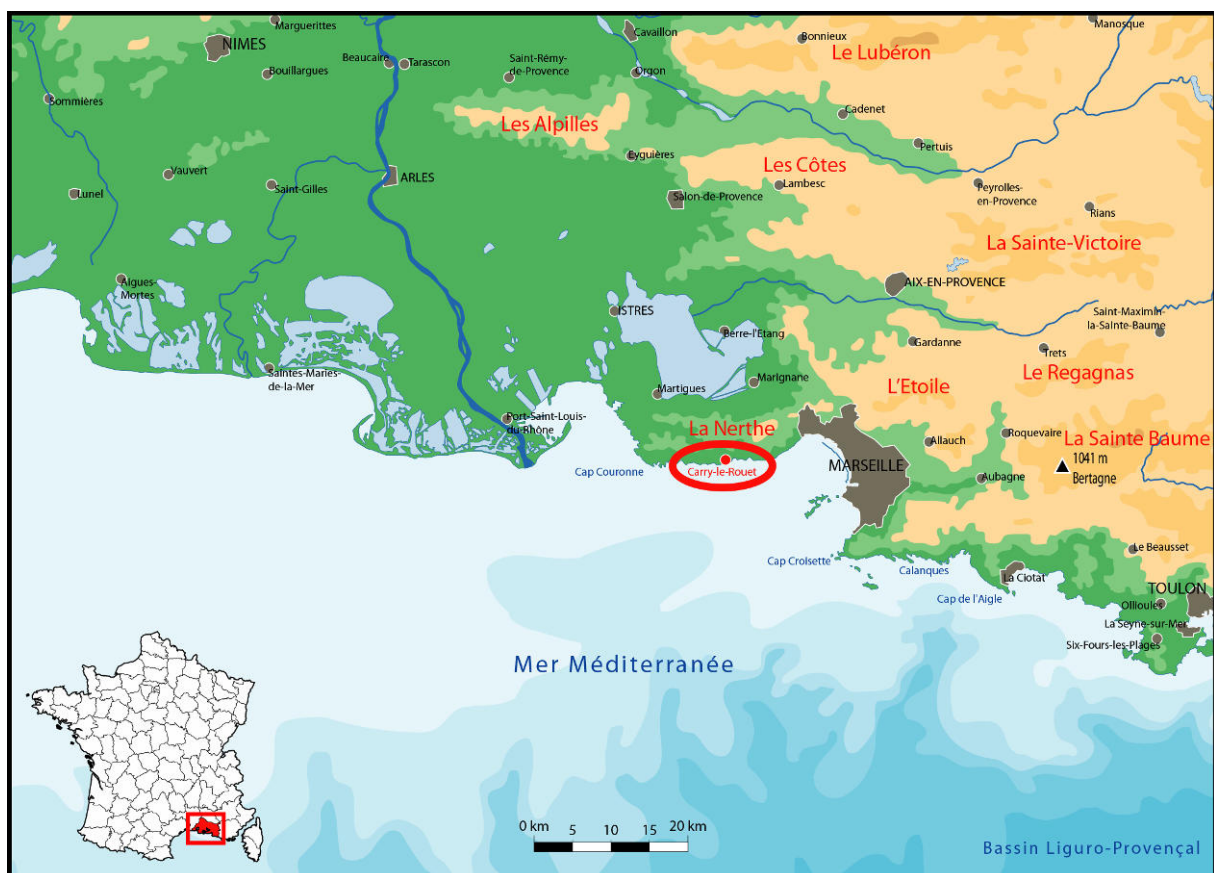 Marguerittes
NIMES
Cavaillon
Bonnieux
Manosque
Le Lubéron
Beaucaire
Tarascon
Saint-Rémy-
de-Provence
Bouillargues
Orgon
Sommières
Cadenet
Les Alpilles
Pertuis
Eyguières
Les Côtes
Vauvert
ARLES
Saint-Gilles
Lambesc
Peyrolles-
en-Provence
Lunel
Salon-de-Provence
Rians
La Sainte-Victoire
Aigues-
Mortes
AIX-EN-PROVENCE
ISTRES
Saint-Maximin-
la-Sainte-Baume
Berre-l'Etang
Gardanne
Trets
Saintes-Maries-
de-la-Mer
Le Regagnas
Marignane
L'Etoile
Martigues
Port-Saint-Louis-
du-Rhône
La Nerthe
Roquevaire
La Sainte Baume
Allauch
1041 m
Bertagne
MARSEILLE
Cap Couronne
Carry-le-Rouet
Aubagne
Le Beausset
Cap Croisette
Calanques
La Ciotat
TOULON
Cap de l'Aigle
Ollioules
La Seyne-sur-Mer
Six-Fours-les-Plages
Mer Méditerranée
0 km 5 10 15 20 km
Bassin Liguro-Provençal